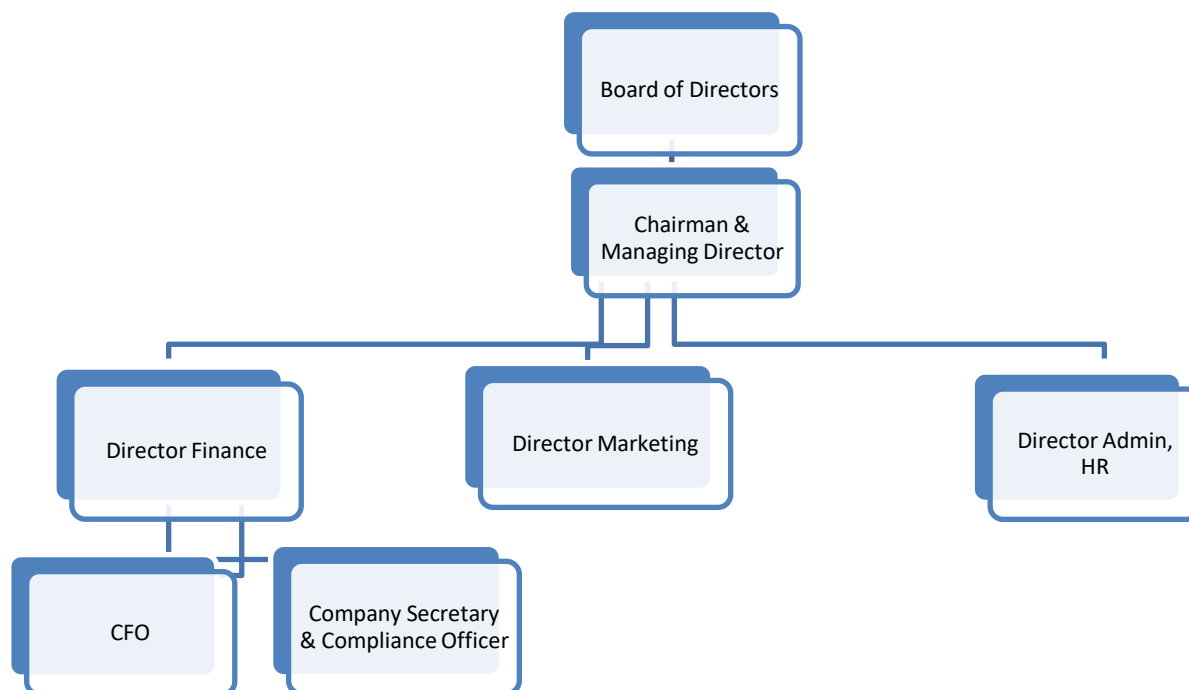 Board of Directors
Chairman &
Managing Director
Director Finance
Director Marketing
Director Admin,
HR
CFO
Company Secretary
& Compliance Officer